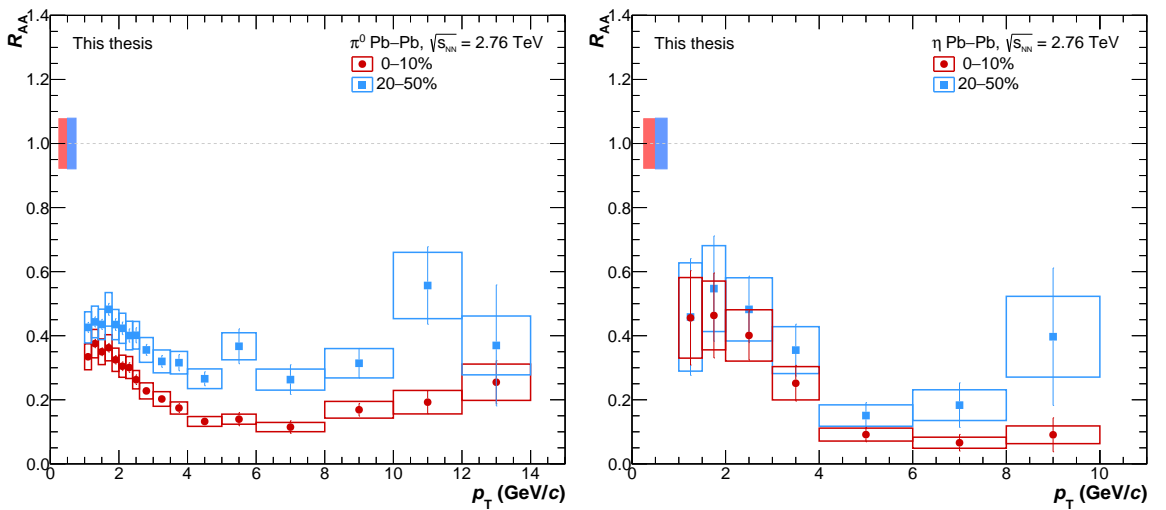 R_AA
1.4
1.2
1.0
0.8
0.6
0.4
0.2
0.0
This thesis
π⁰ Pb–Pb, √s_NN = 2.76 TeV
0–10%
20–50%
0 2 4 6 8 10 12 14
p_T (GeV/c)
R_AA
1.4
1.2
1.0
0.8
0.6
0.4
0.2
0.0
This thesis
η Pb–Pb, √s_NN = 2.76 TeV
0–10%
20–50%
0 2 4 6 8 10
p_T (GeV/c)